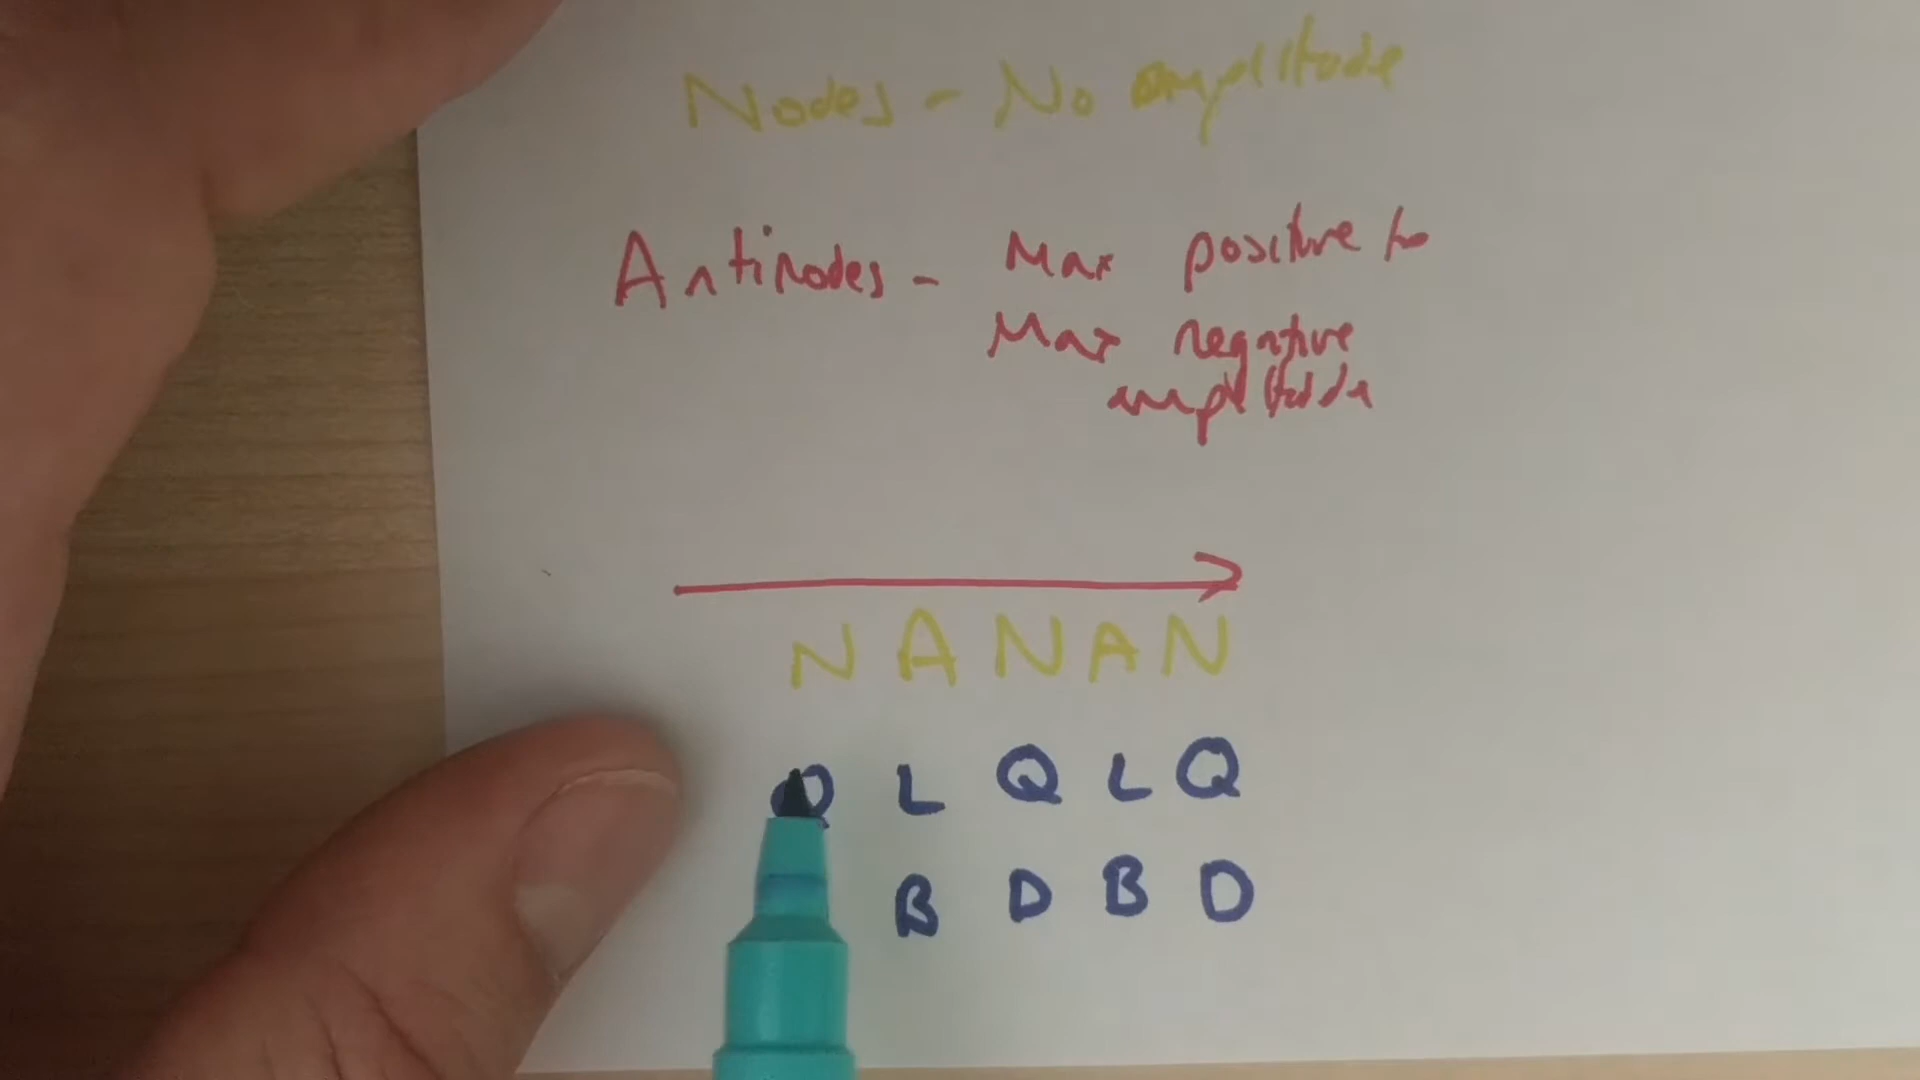 Nodes - No amplitude
Antinodes - Max positive to
Max negative
amplitude
N A N A N
Q L Q L Q
B D B D